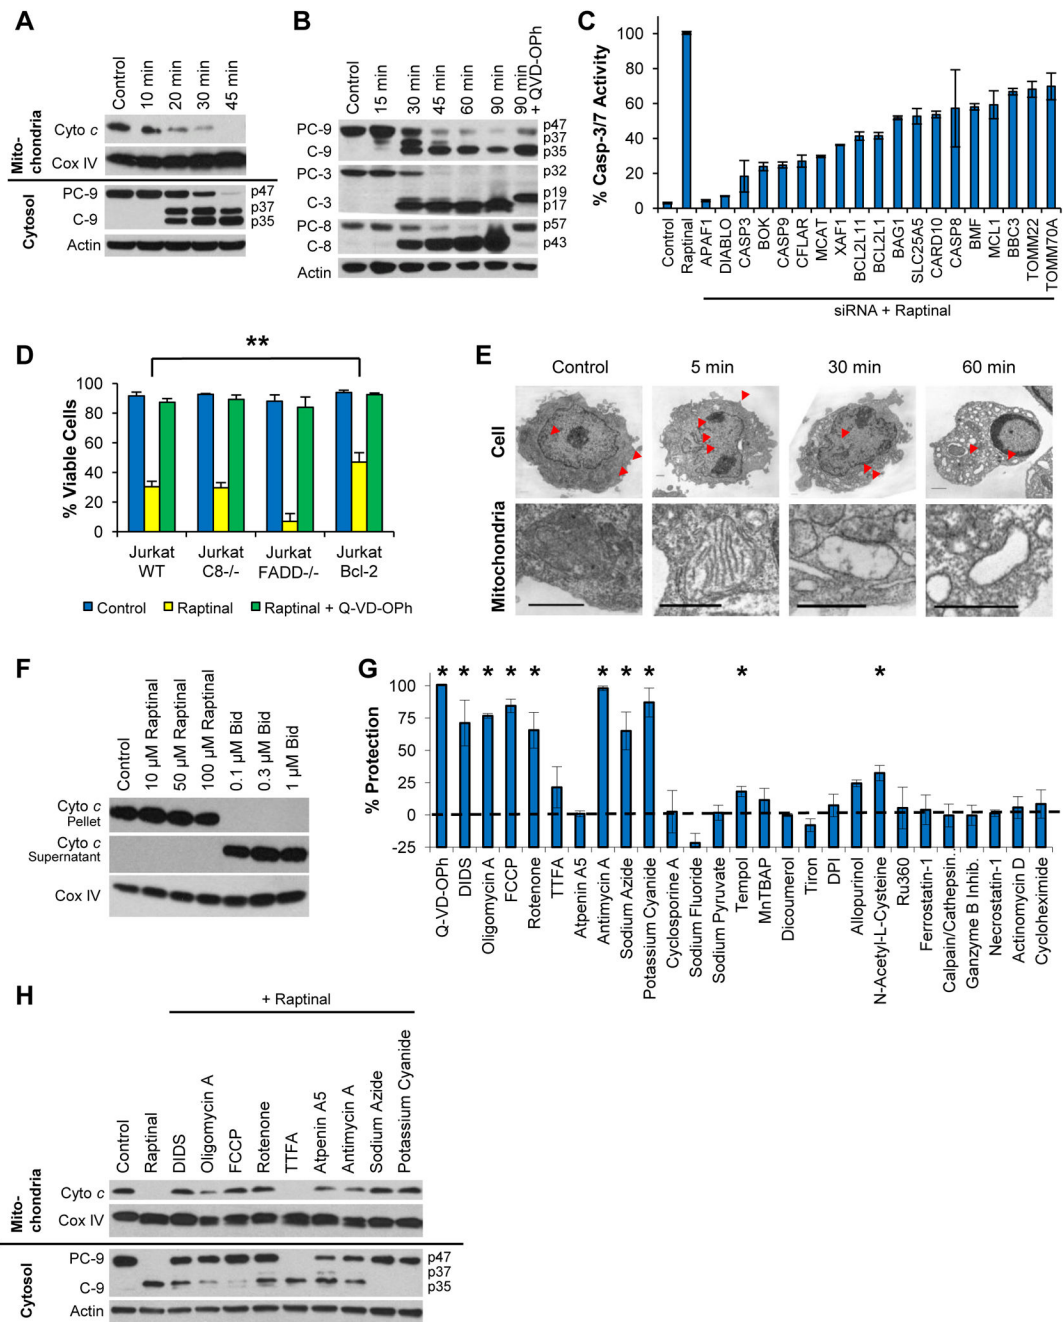 A
Control
10 min
20 min
30 min
45 min
Mito-
chondria
Cyto c
Cox IV
Cytosol
PC-9
C-9
Actin
p47
p37
p35
B
Control
15 min
30 min
45 min
60 min
90 min
90 min
+ QVD-OPh
PC-9
C-9
PC-3
C-3
PC-8
C-8
Actin
p47
p37
p35
p32
p19
p17
p57
p43
C
% Casp-3/7 Activity
100
80
60
40
20
0
Control
Raptinal
APAF1
DIABLO
CASP3
BOK
CASP9
CFLAR
MCAT
XAF1
BCL2L11
BCL2L1
BAG1
SLC25A5
CARD10
CASP8
BMF
MCL1
BBC3
TOMM22
TOMM70A
siRNA + Raptinal
D
**
% Viable Cells
100
80
60
40
20
0
Jurkat
WT
Jurkat
C8-/-
Jurkat
FADD-/-
Jurkat
Bcl-2
Control
Raptinal
Raptinal + Q-VD-OPh
E
Control
5 min
30 min
60 min
Cell
Mitochondria
F
Control
10 µM Raptinal
50 µM Raptinal
100 µM Raptinal
0.1 µM Bid
0.3 µM Bid
1 µM Bid
Cyto c
Pellet
Cyto c
Supernatant
Cox IV
G
* * * * * * * * * *
% Protection
100
75
50
25
0
-25
Q-VD-OPh
DIDS
Oligomycin A
FCCP
Rotenone
TTFA
Atpenin A5
Antimycin A
Sodium Azide
Potassium Cyanide
Cyclosporine A
Sodium Fluoride
Sodium Pyruvate
Tempol
MnTBAP
Dicoumerol
Tiron
DPI
Allopurinol
N-Acetyl-L-Cysteine
Ru360
Ferrostatin-1
Calpain/Cathepsin.
Ganzyme B Inhib.
Necrostatin-1
Actinomycin D
Cycloheximide
H
+ Raptinal
Control
Raptinal
DIDS
Oligomycin A
FCCP
Rotenone
TTFA
Atpenin A5
Antimycin A
Sodium Azide
Potassium Cyanide
Mito-
chondria
Cyto c
Cox IV
Cytosol
PC-9
C-9
Actin
p47
p37
p35